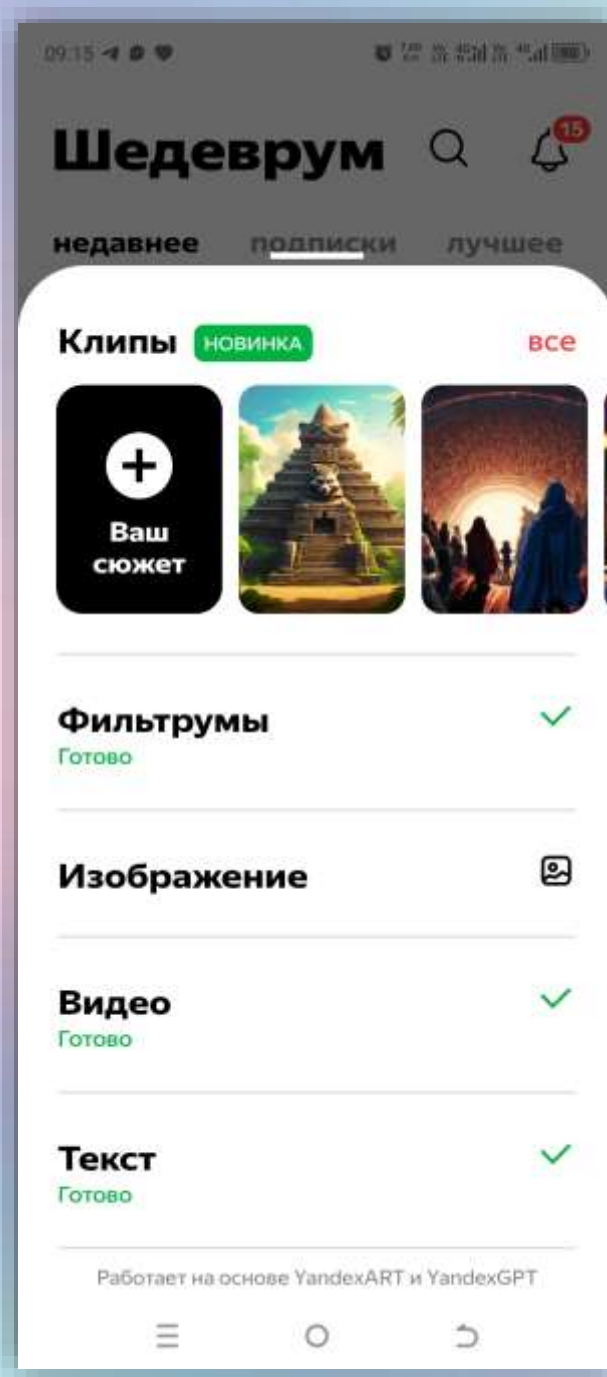 09:15
Шедеврум
15
недавнее подписки лучшее
Клипы НОВИНКА все
Ваш
сюжет
Фильтрумы
Готово
Изображение
Видео
Готово
Текст
Готово
Работает на основе YandexART и YandexGPT